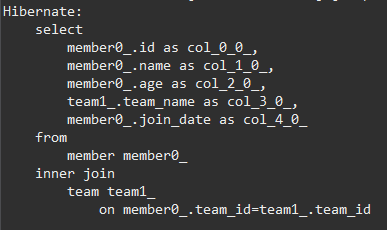 Hibernate:
    select
        member0_.id as col_0_0_,
        member0_.name as col_1_0_,
        member0_.age as col_2_0_,
        team1_.team_name as col_3_0_,
        member0_.join_date as col_4_0_
    from
        member member0_
    inner join
        team team1_
            on member0_.team_id=team1_.team_id